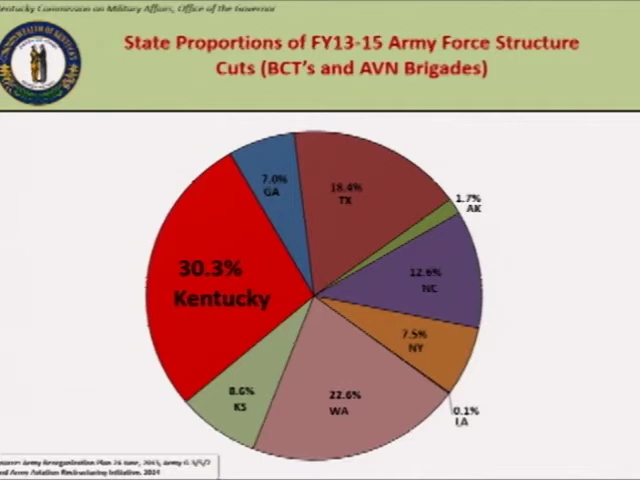 Kentucky Commission on Military Affairs, Office of the Governor
State Proportions of FY13-15 Army Force Structure
Cuts (BCT's and AVN Brigades)
7.0%
GA
18.4%
TX
1.7%
AK
30.3%
Kentucky
12.6%
NC
7.5%
NY
8.6%
KS
22.6%
WA
0.1%
LA
Source: Army Reorganization Plan 26 June, 2013, Army G-3/5/7
and Army Aviation Restructuring Initiative, 2014